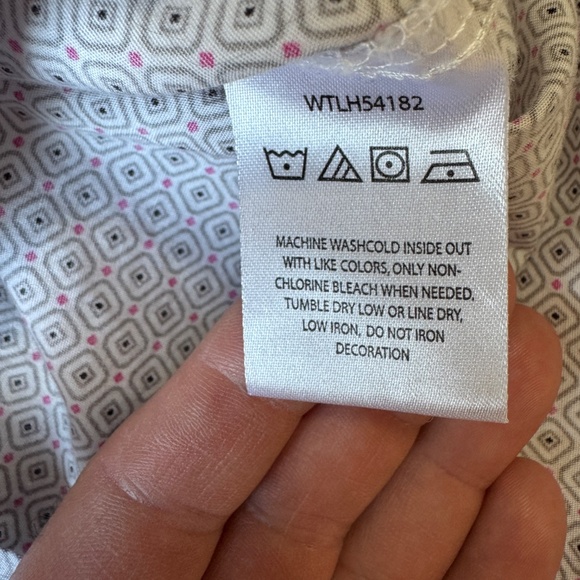 WTLH54182
MACHINE WASHCOLD INSIDE OUT
WITH LIKE COLORS, ONLY NON-
CHLORINE BLEACH WHEN NEEDED.
TUMBLE DRY LOW OR LINE DRY,
LOW IRON, DO NOT IRON
DECORATION